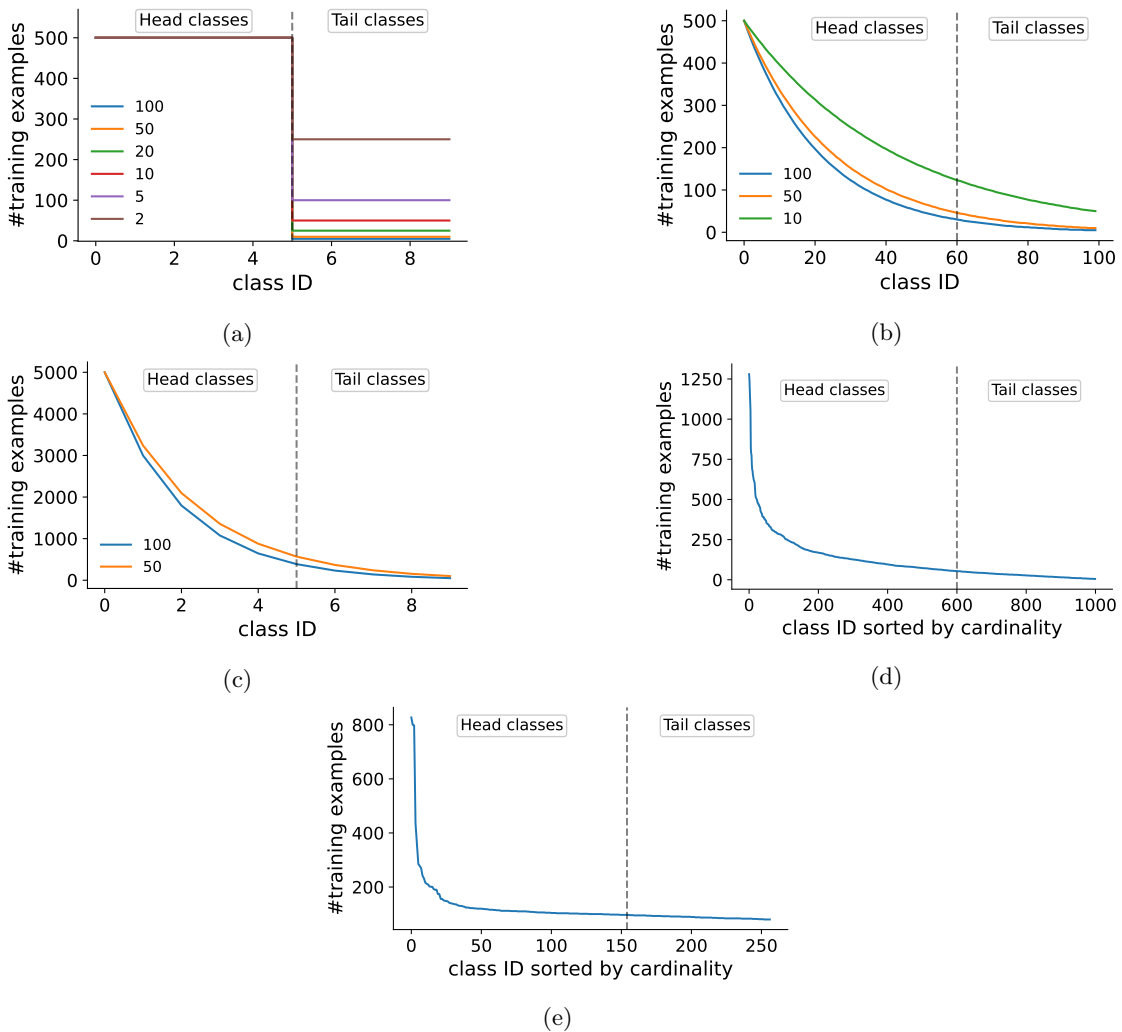 Head classes
Tail classes
#training examples
500
400
300
200
100
0
100
50
20
10
5
2
0 2 4 6 8
class ID
(a)
Head classes
Tail classes
#training examples
500
400
300
200
100
0
100
50
10
0 20 40 60 80 100
class ID
(b)
Head classes
Tail classes
#training examples
5000
4000
3000
2000
1000
0
100
50
0 2 4 6 8
class ID
(c)
Head classes
Tail classes
#training examples
1250
1000
750
500
250
0
0 200 400 600 800 1000
class ID sorted by cardinality
(d)
Head classes
Tail classes
#training examples
800
600
400
200
0 50 100 150 200 250
class ID sorted by cardinality
(e)